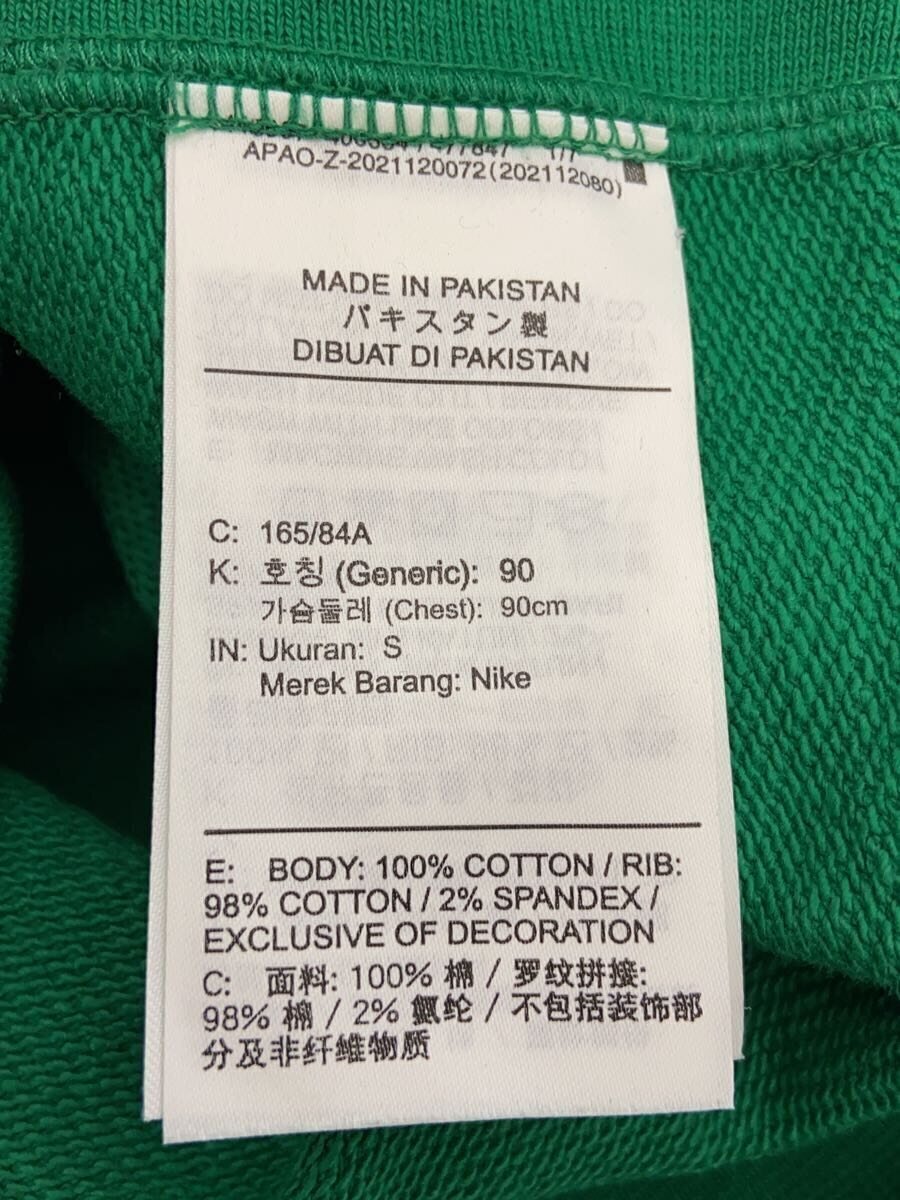 APAO-Z-2021120072(202112080)
MADE IN PAKISTAN
パキスタン製
DIBUAT DI PAKISTAN
C: 165/84A
K: 호칭 (Generic): 90
가슴둘레 (Chest): 90cm
IN: Ukuran: S
Merek Barang: Nike
E: BODY: 100% COTTON / RIB:
98% COTTON / 2% SPANDEX /
EXCLUSIVE OF DECORATION
C: 面料: 100% 棉 / 罗纹拼接:
98% 棉 / 2% 氨纶 / 不包括装饰部
分及非纤维物质